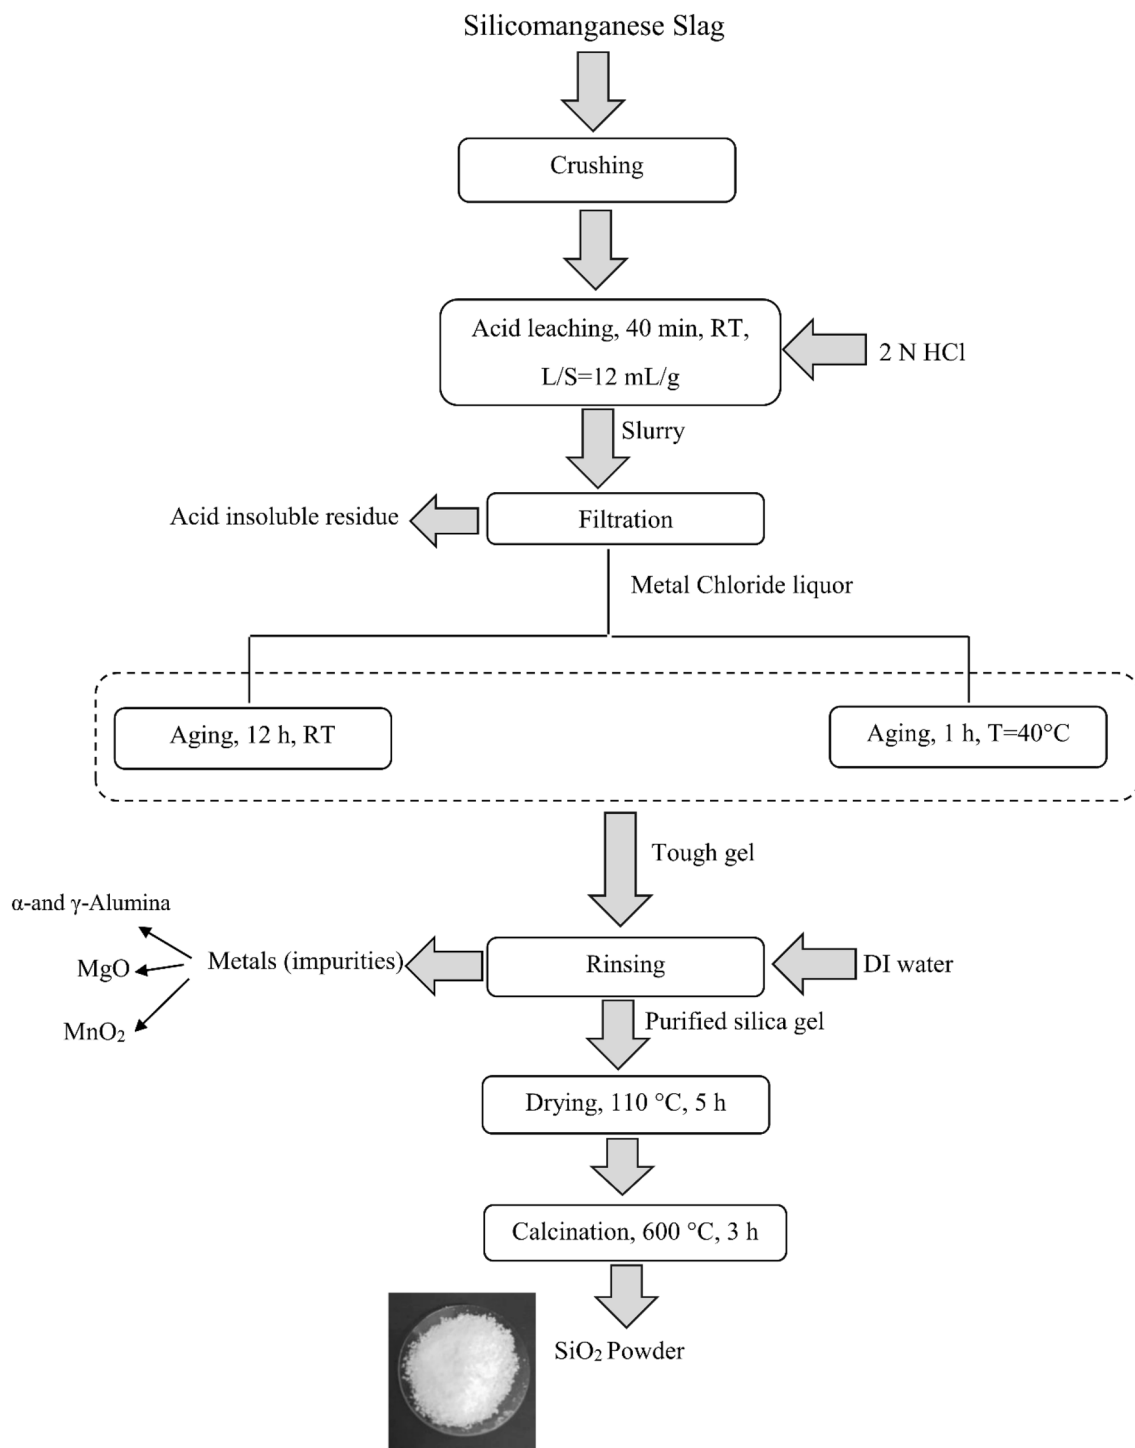 Silicomanganese Slag
Crushing
Acid leaching, 40 min, RT,
L/S=12 mL/g
2 N HCl
Slurry
Acid insoluble residue
Filtration
Metal Chloride liquor
Aging, 12 h, RT
Aging, 1 h, T=40°C
Tough gel
α-and γ-Alumina
MgO
MnO₂
Metals (impurities)
Rinsing
DI water
Purified silica gel
Drying, 110 °C, 5 h
Calcination, 600 °C, 3 h
SiO₂ Powder